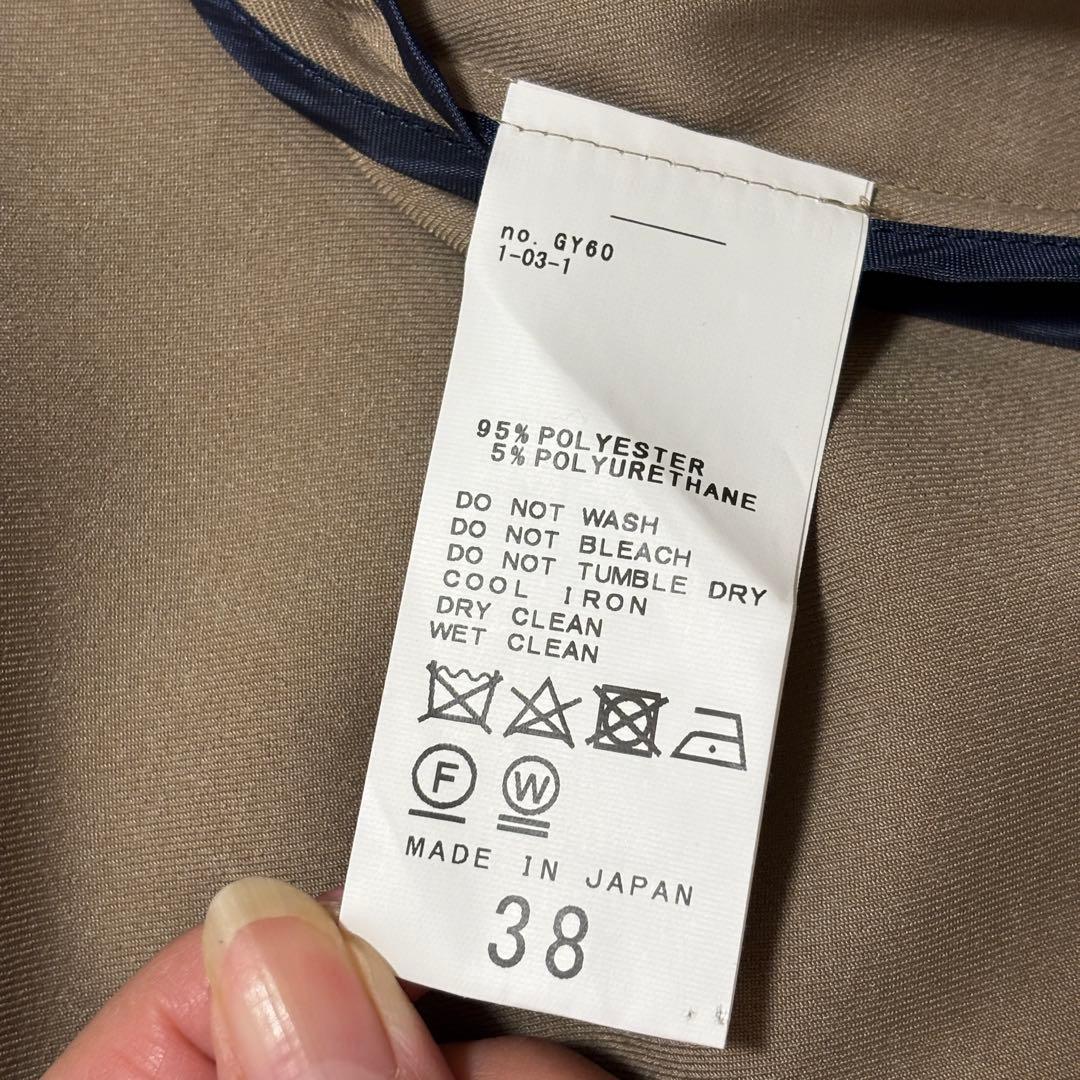 no. GY60
1-03-1
95% POLYESTER
5% POLYURETHANE
DO NOT WASH
DO NOT BLEACH
DO NOT TUMBLE DRY
COOL IRON
DRY CLEAN
WET CLEAN
F W
MADE IN JAPAN
38